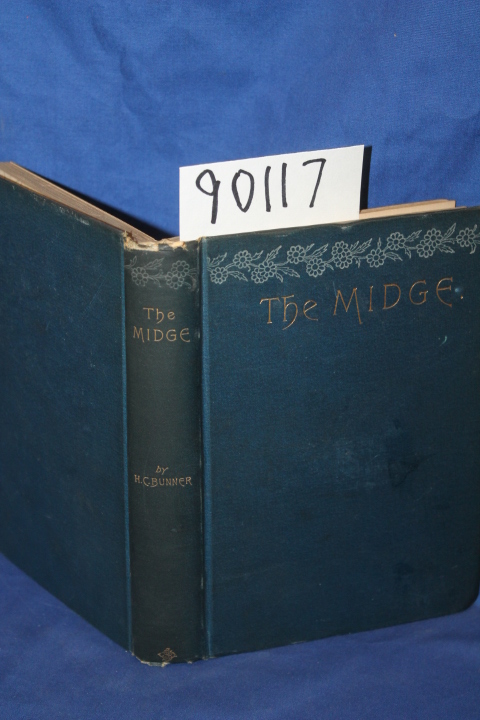 90117
The MIDGE
The
MIDGE
by
H.C. BUNNER